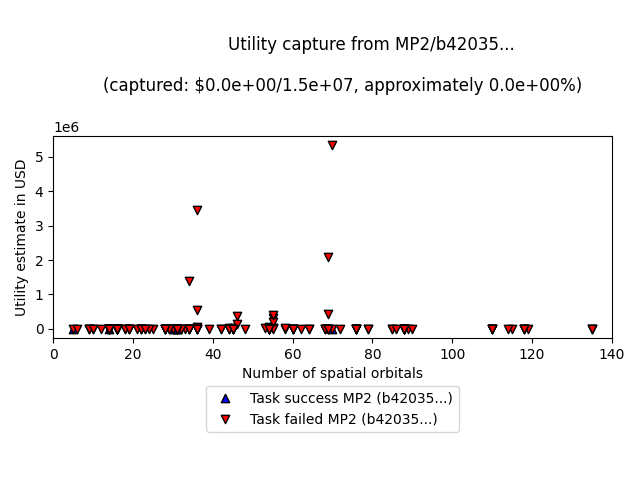 Utility capture from MP2/b42035...
(captured: $0.0e+00/1.5e+07, approximately 0.0e+00%)
1e6
5
4
3
2
1
0
Utility estimate in USD
0 20 40 60 80 100 120 140
Number of spatial orbitals
Task success MP2 (b42035...)
Task failed MP2 (b42035...)